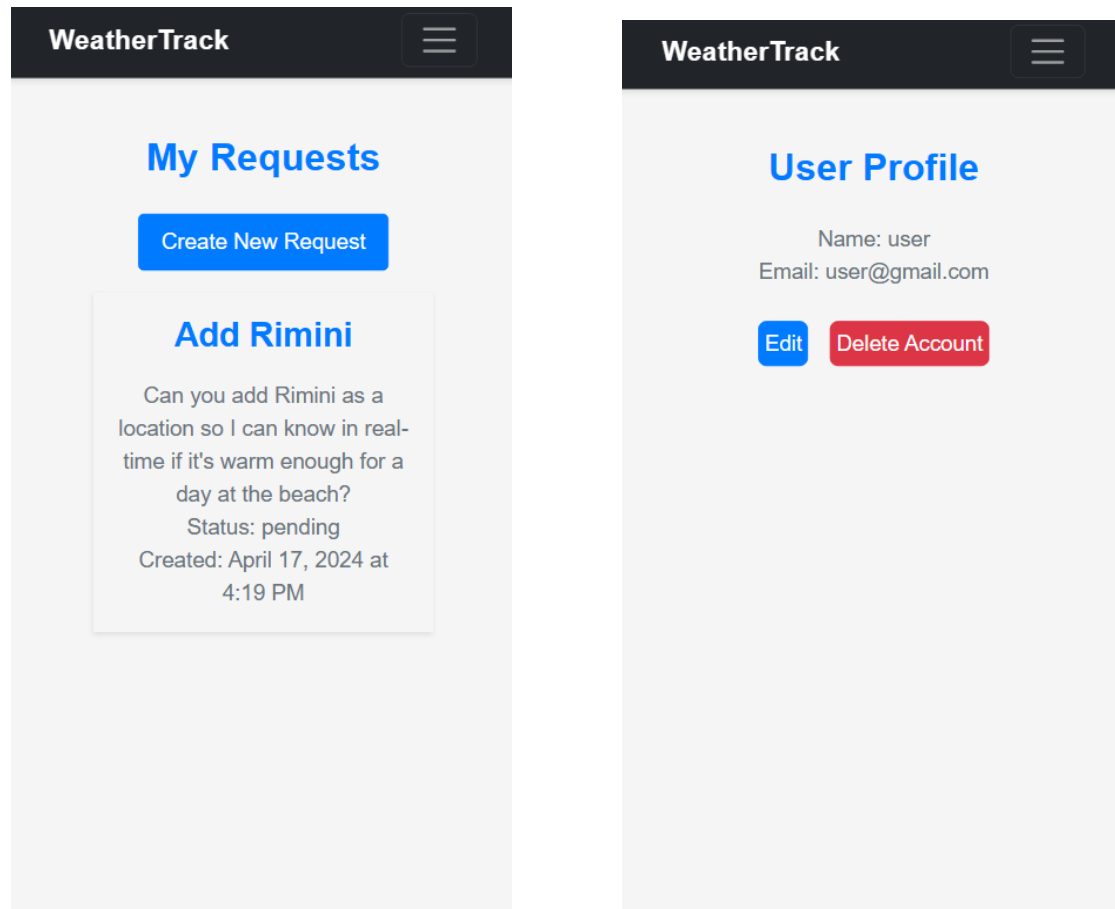 WeatherTrack
My Requests
Create New Request
Add Rimini
Can you add Rimini as a
location so I can know in real-
time if it's warm enough for a
day at the beach?
Status: pending
Created: April 17, 2024 at
4:19 PM
WeatherTrack
User Profile
Name: user
Email: user@gmail.com
Edit Delete Account